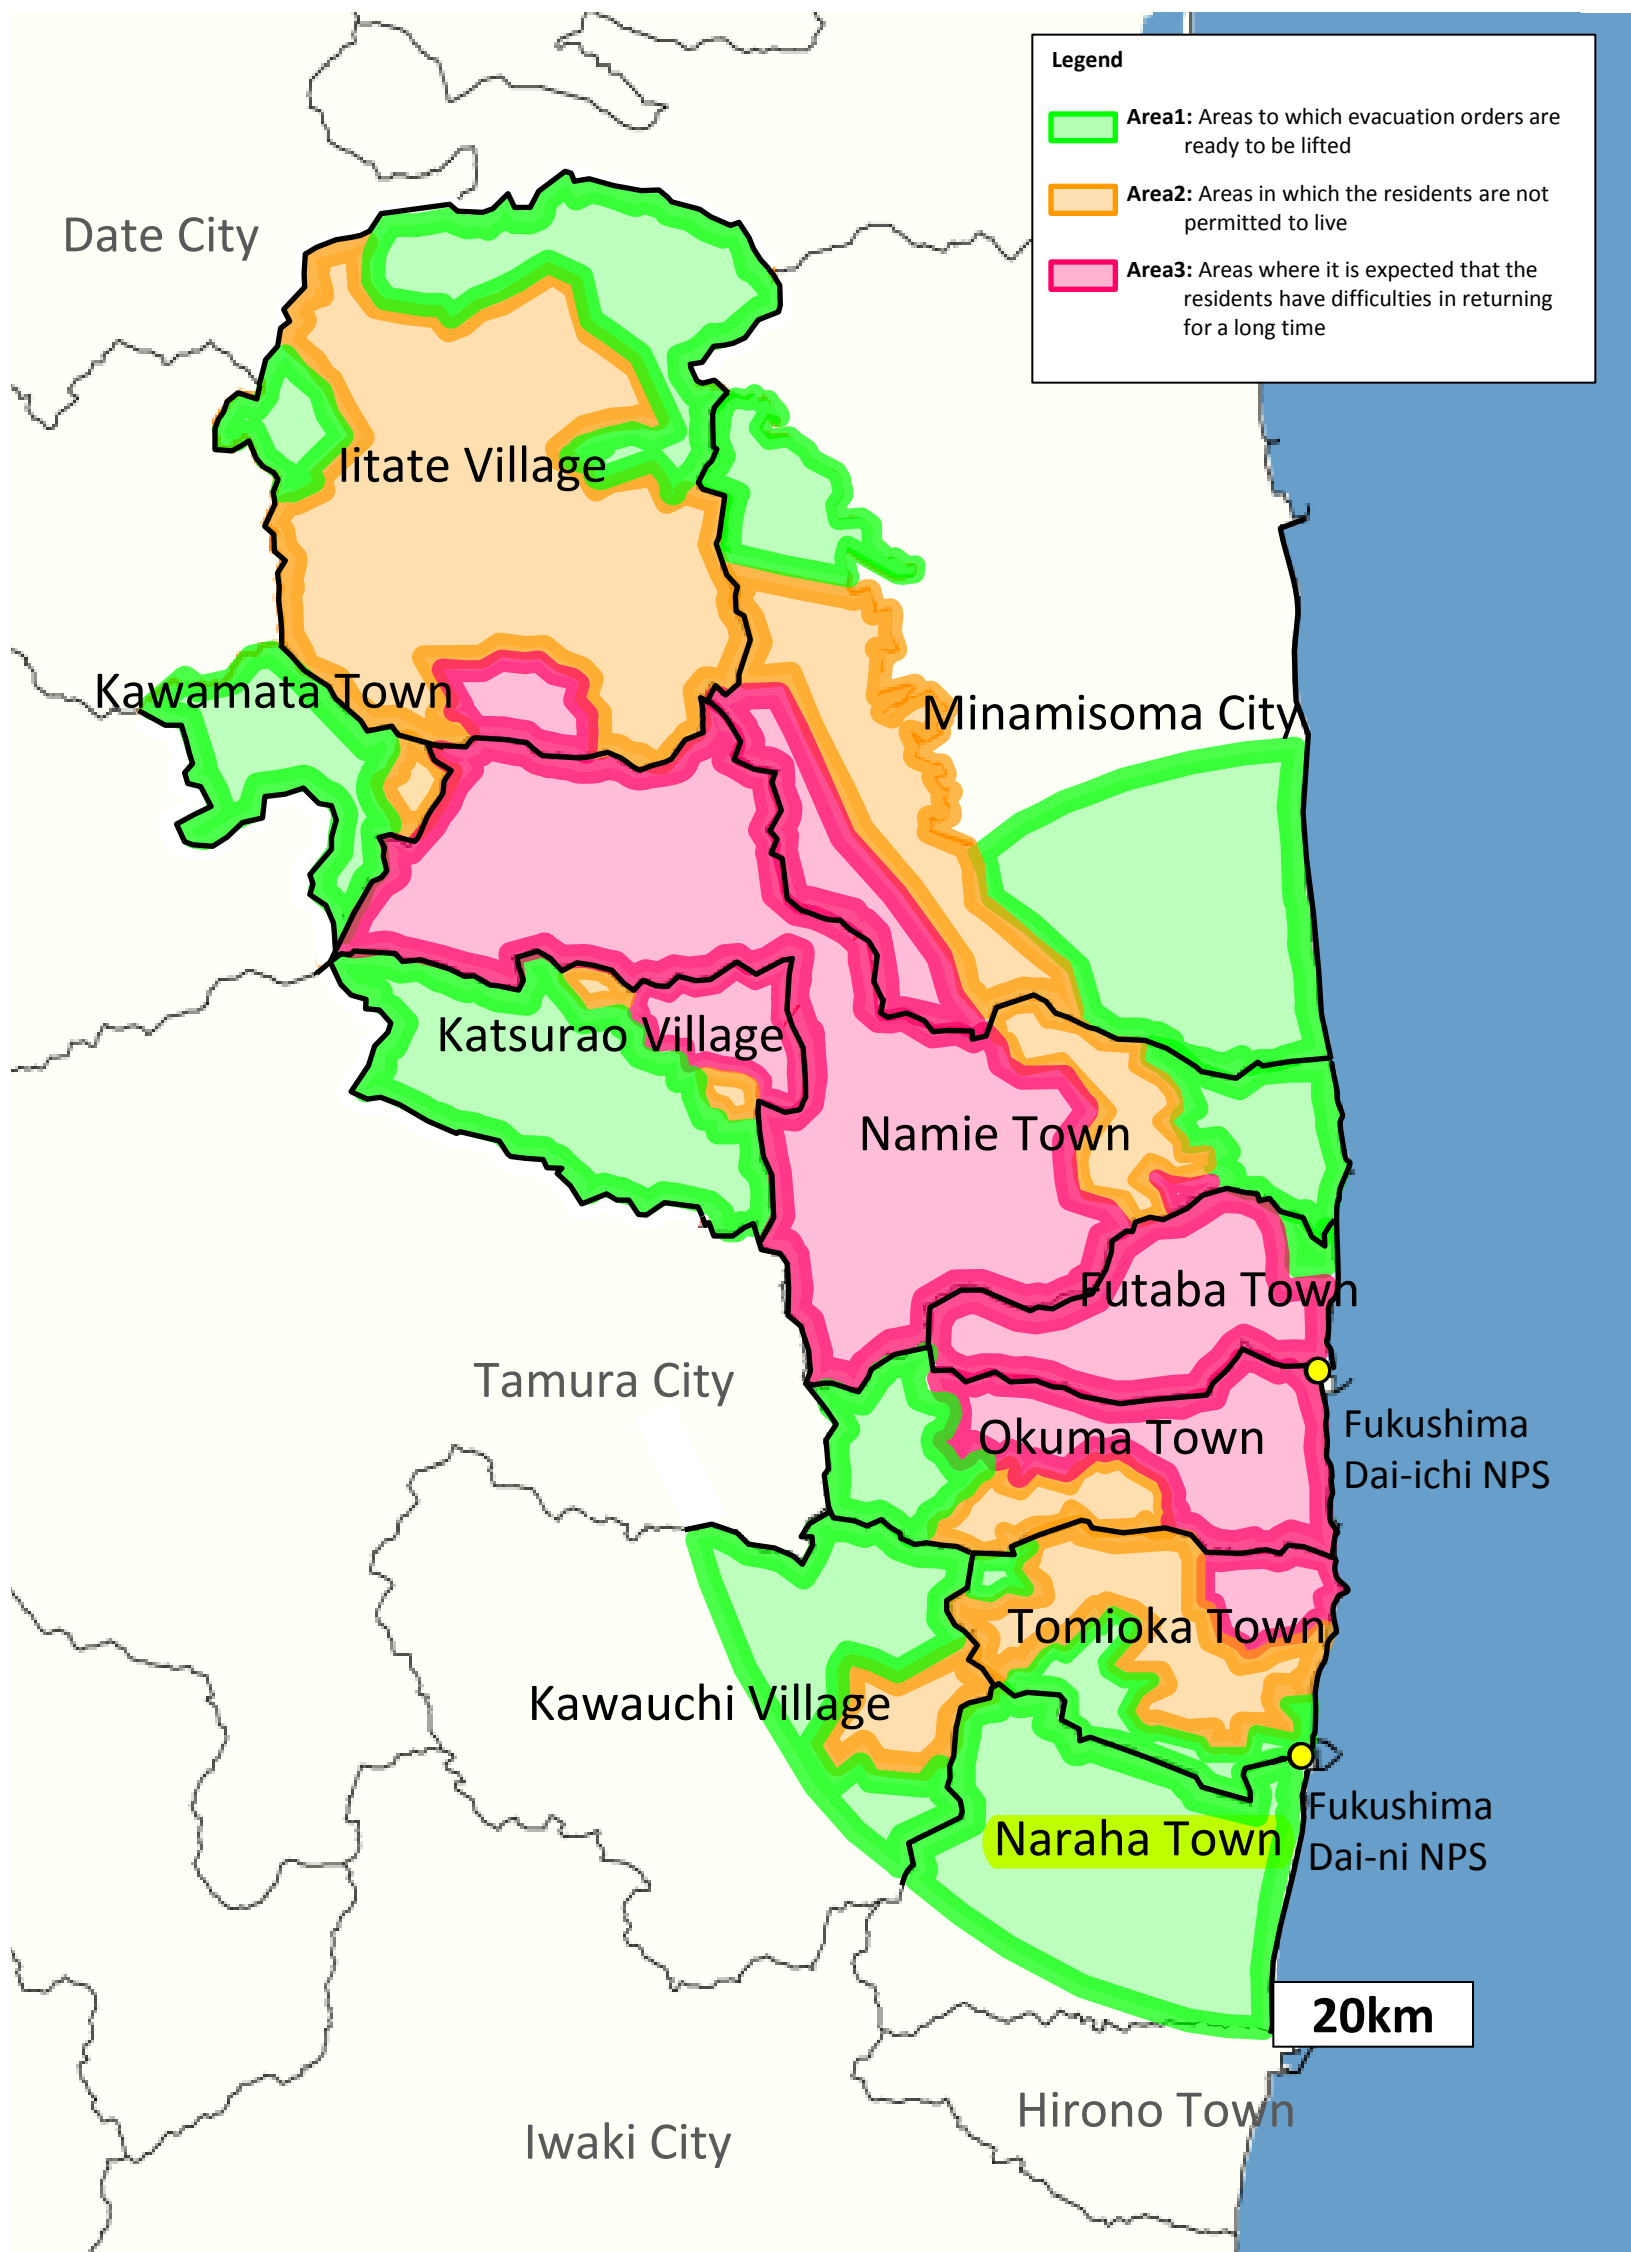 Legend
Area1: Areas to which evacuation orders are
ready to be lifted
Area2: Areas in which the residents are not
permitted to live
Area3: Areas where it is expected that the
residents have difficulties in returning
for a long time
Date City
Iitate Village
Kawamata Town
Minamisoma City
Katsurao Village
Namie Town
Futaba Town
Tamura City
Okuma Town
Fukushima
Dai-ichi NPS
Tomioka Town
Kawauchi Village
Fukushima
Dai-ni NPS
Naraha Town
20km
Hirono Town
Iwaki City